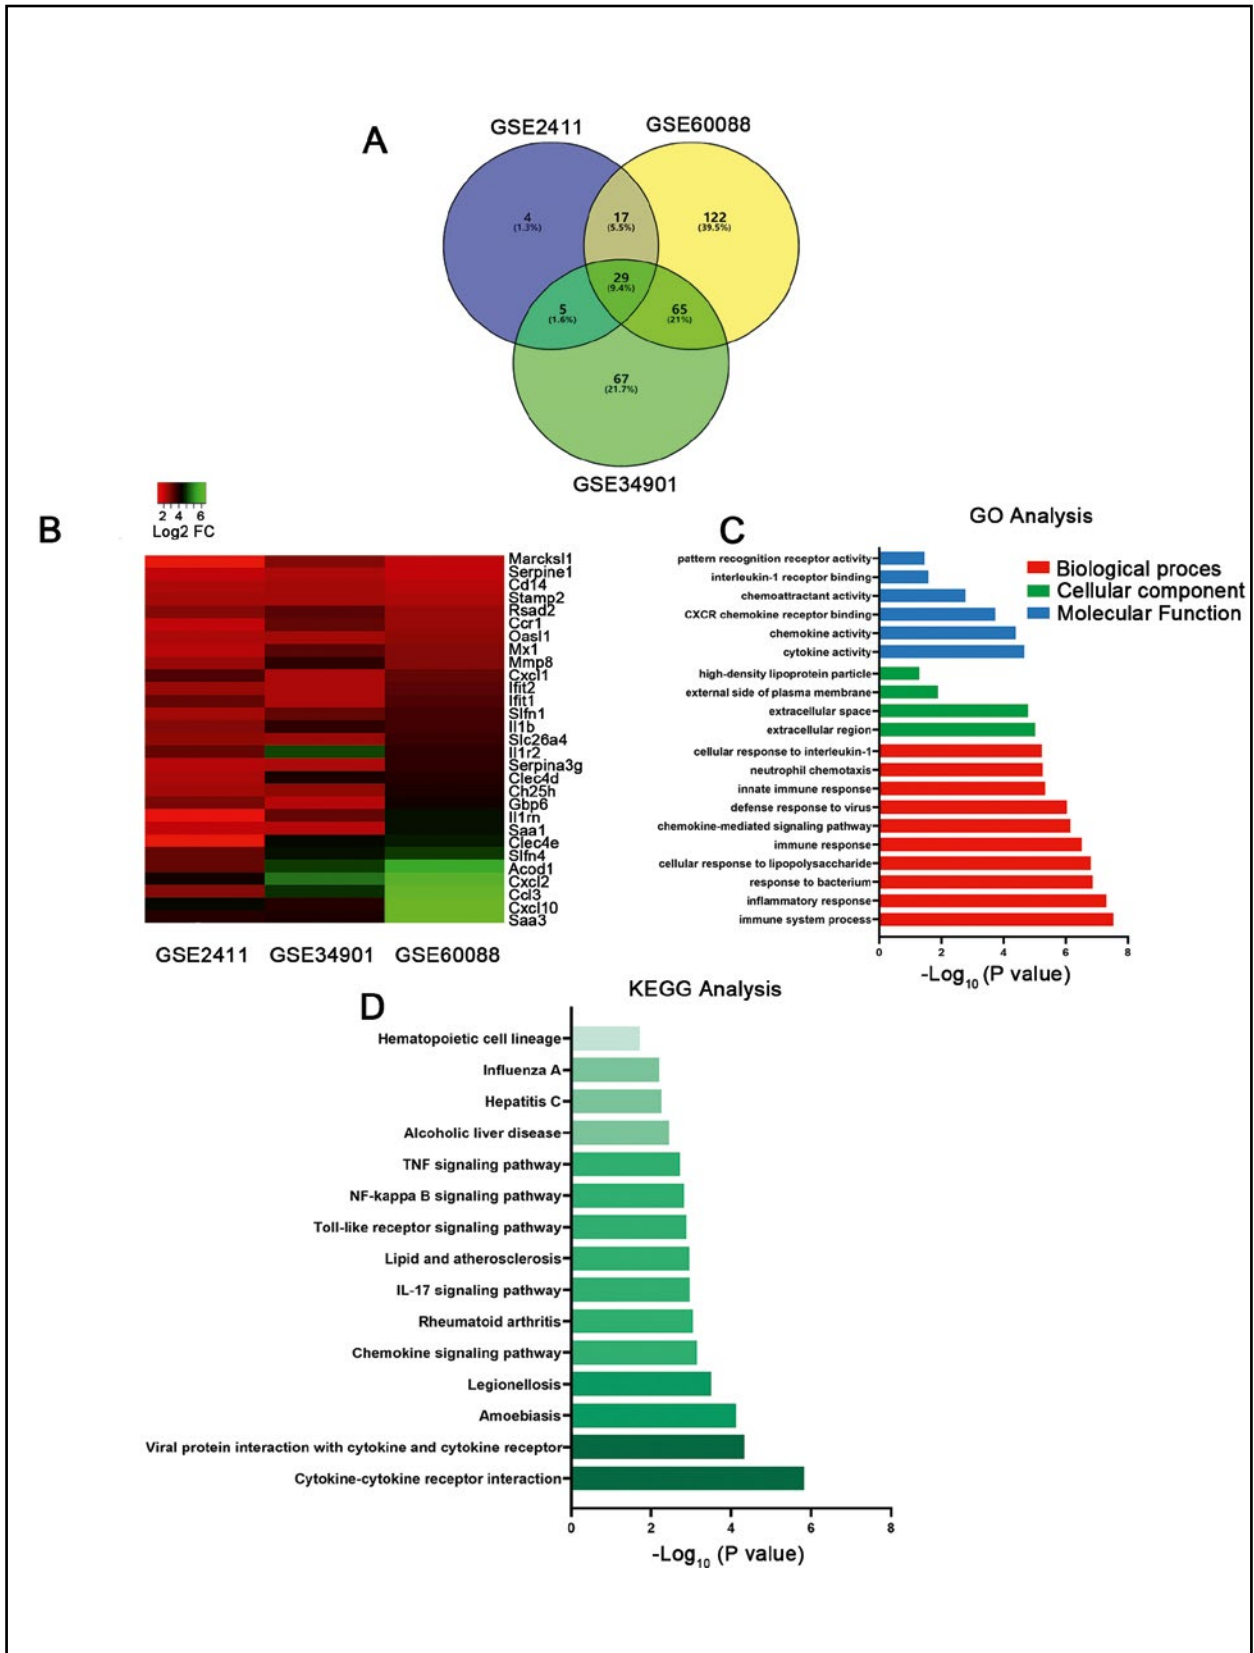 A
GSE2411
GSE60088
4
(1.3%)
17
(5.5%)
122
(39.5%)
29
(9.4%)
5
(1.6%)
65
(21%)
67
(21.7%)
GSE34901
B
2 4 6
Log2 FC
Marcksl1
Serpine1
Cd14
Stamp2
Rsad2
Ccr1
Oasl1
Mx1
Mmp8
Cxcl1
Ifit2
Ifit1
Slfn1
Il1b
Slc26a4
Il1r2
Serpina3g
Clec4d
Ch25h
Gbp6
Il1rn
Saa1
Clec4e
Slfn4
Acod1
Cxcl2
Ccl3
Cxcl10
Saa3
GSE2411 GSE34901 GSE60088
C
GO Analysis
Biological proces
Cellular component
Molecular Function
pattern recognition receptor activity
interleukin-1 receptor binding
chemoattractant activity
CXCR chemokine receptor binding
chemokine activity
cytokine activity
high-density lipoprotein particle
external side of plasma membrane
extracellular space
extracellular region
cellular response to interleukin-1
neutrophil chemotaxis
innate immune response
defense response to virus
chemokine-mediated signaling pathway
immune response
cellular response to lipopolysaccharide
response to bacterium
inflammatory response
immune system process
0 2 4 6 8
-Log10 (P value)
D
KEGG Analysis
Hematopoietic cell lineage
Influenza A
Hepatitis C
Alcoholic liver disease
TNF signaling pathway
NF-kappa B signaling pathway
Toll-like receptor signaling pathway
Lipid and atherosclerosis
IL-17 signaling pathway
Rheumatoid arthritis
Chemokine signaling pathway
Legionellosis
Amoebiasis
Viral protein interaction with cytokine and cytokine receptor
Cytokine-cytokine receptor interaction
0 2 4 6 8
-Log10 (P value)